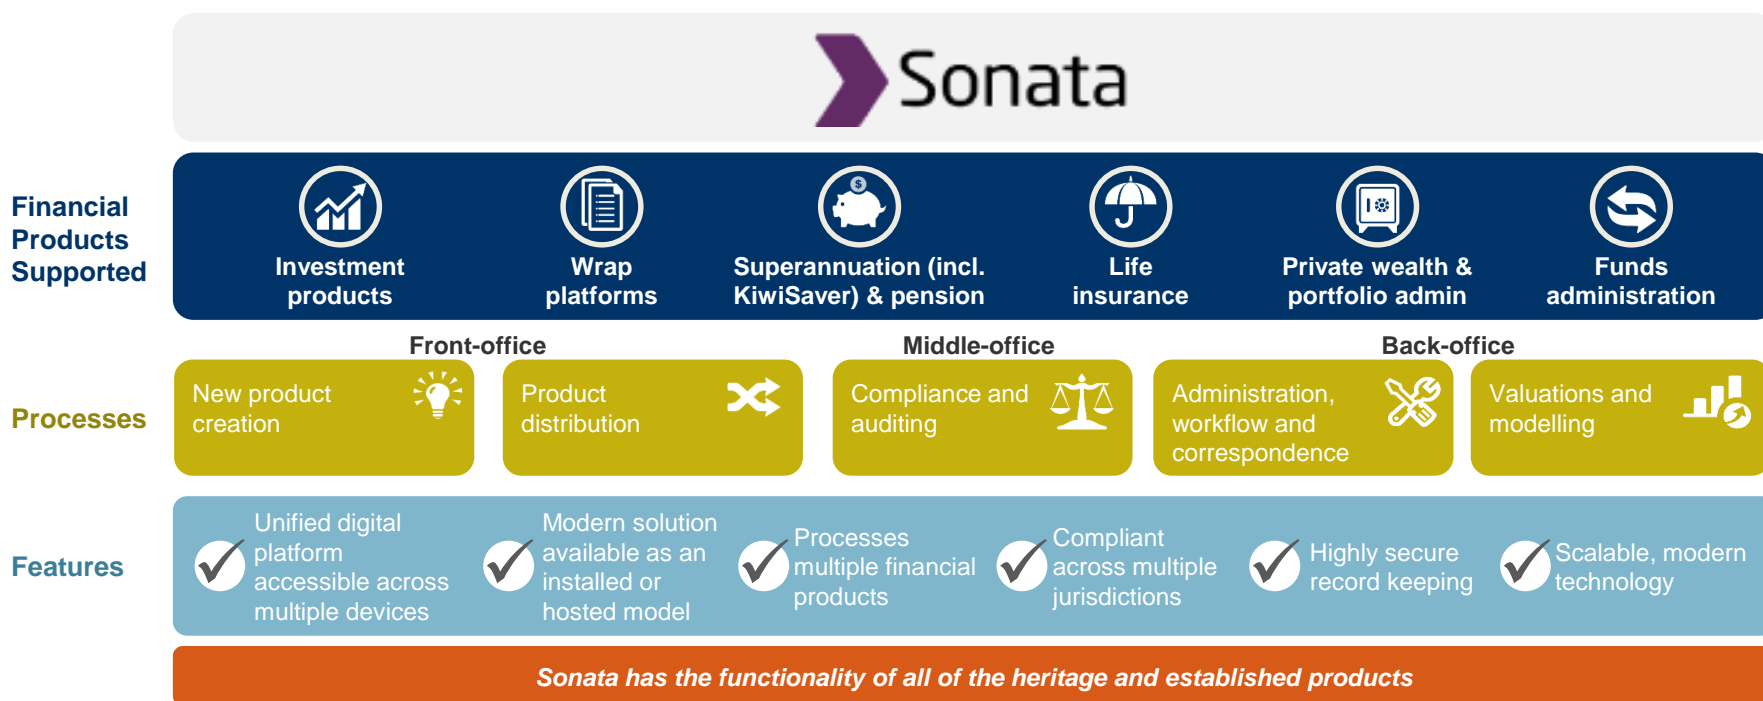 Sonata
Financial
Products
Supported
$
Investment
products
Wrap
platforms
Superannuation (incl.
KiwiSaver) & pension
Life
insurance
Private wealth &
portfolio admin
Funds
administration
Front-office
Middle-office
Back-office
Processes
New product
creation
Product
distribution
Compliance and
auditing
Administration,
workflow and
correspondence
Valuations and
modelling
Features
Unified digital
platform
accessible across
multiple devices
Modern solution
available as an
installed or
hosted model
Processes
multiple financial
products
Compliant
across multiple
jurisdictions
Highly secure
record keeping
Scalable, modern
technology
Sonata has the functionality of all of the heritage and established products